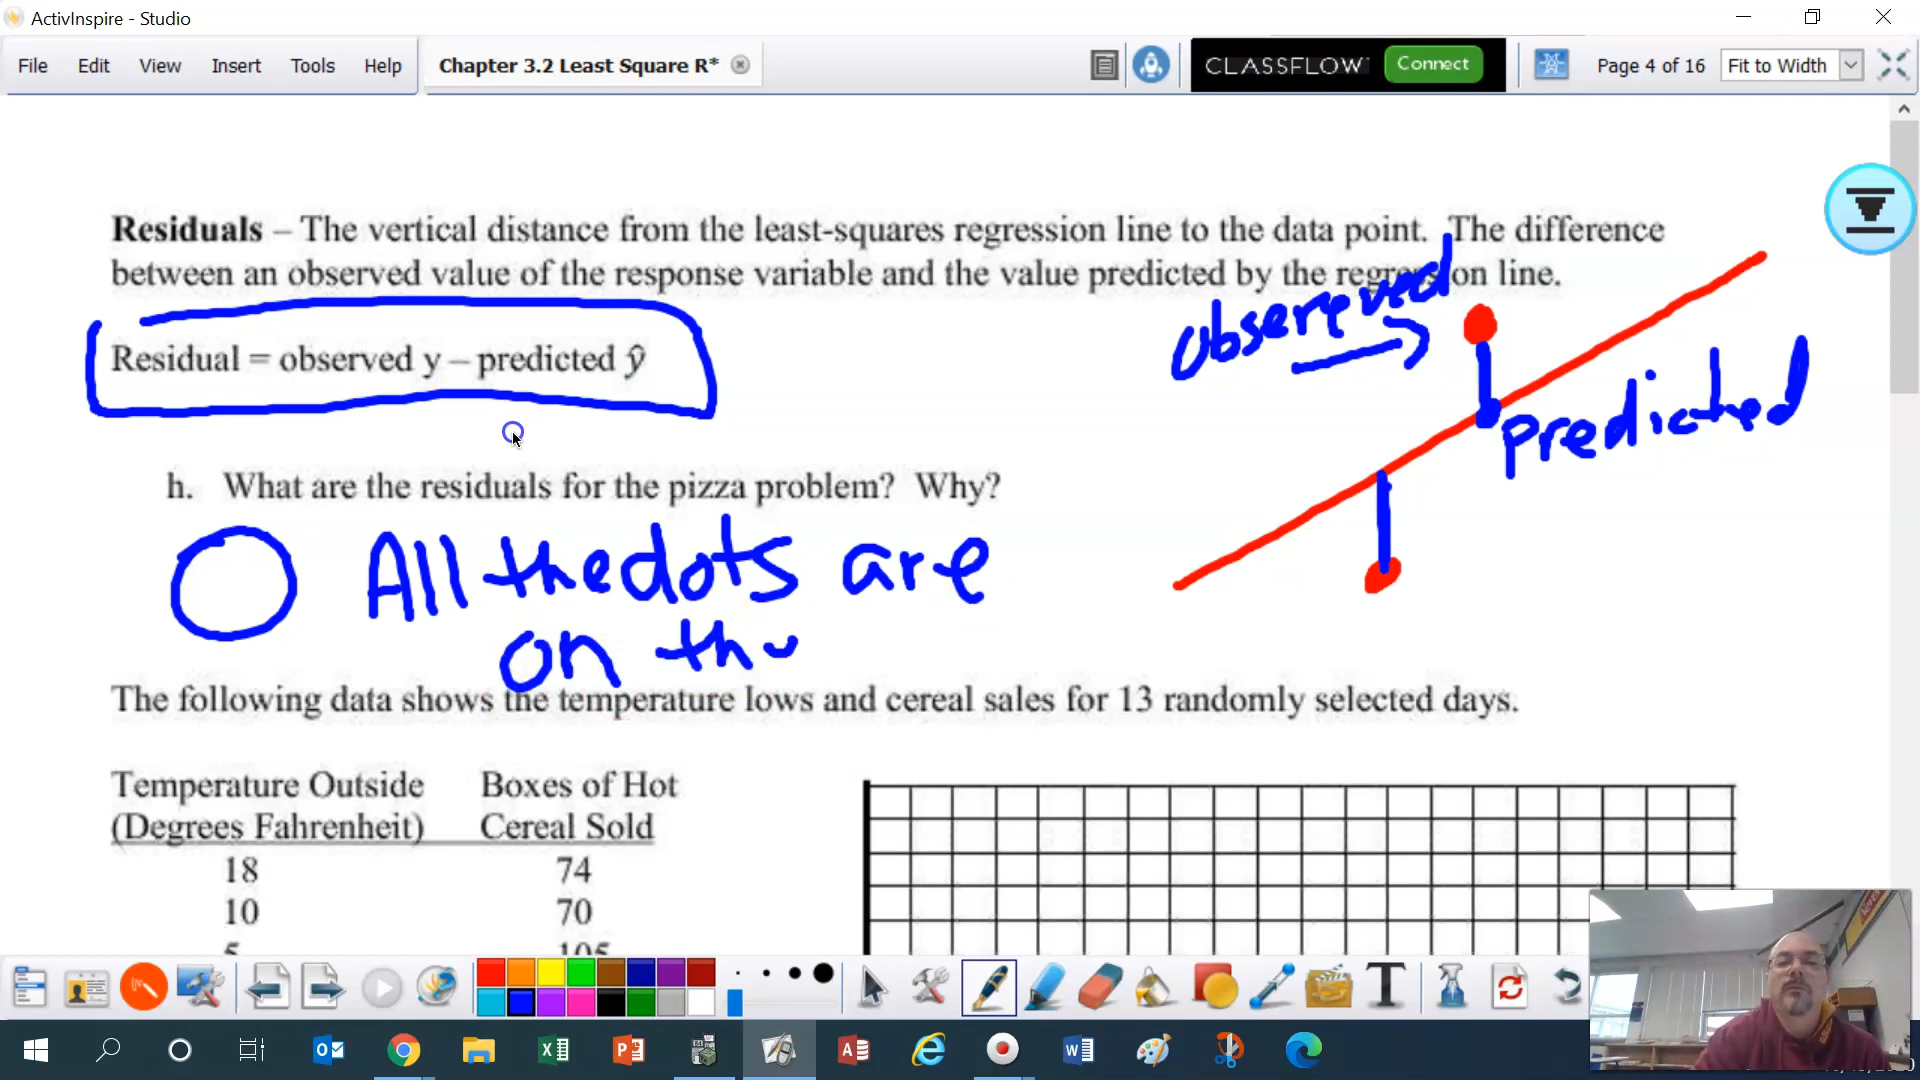 ActivInspire - Studio
File Edit View Insert Tools Help Chapter 3.2 Least Square R* CLASSFLOW Connect Page 4 of 16 Fit to Width
Residuals – The vertical distance from the least-squares regression line to the data point. The difference
between an observed value of the response variable and the value predicted by the regression line.
Residual = observed y – predicted ŷ
obsereved
predicted
h. What are the residuals for the pizza problem? Why?
O All the dots are
on th
The following data shows the temperature lows and cereal sales for 13 randomly selected days.
Temperature Outside Boxes of Hot
(Degrees Fahrenheit) Cereal Sold
18 74
10 70
5 105